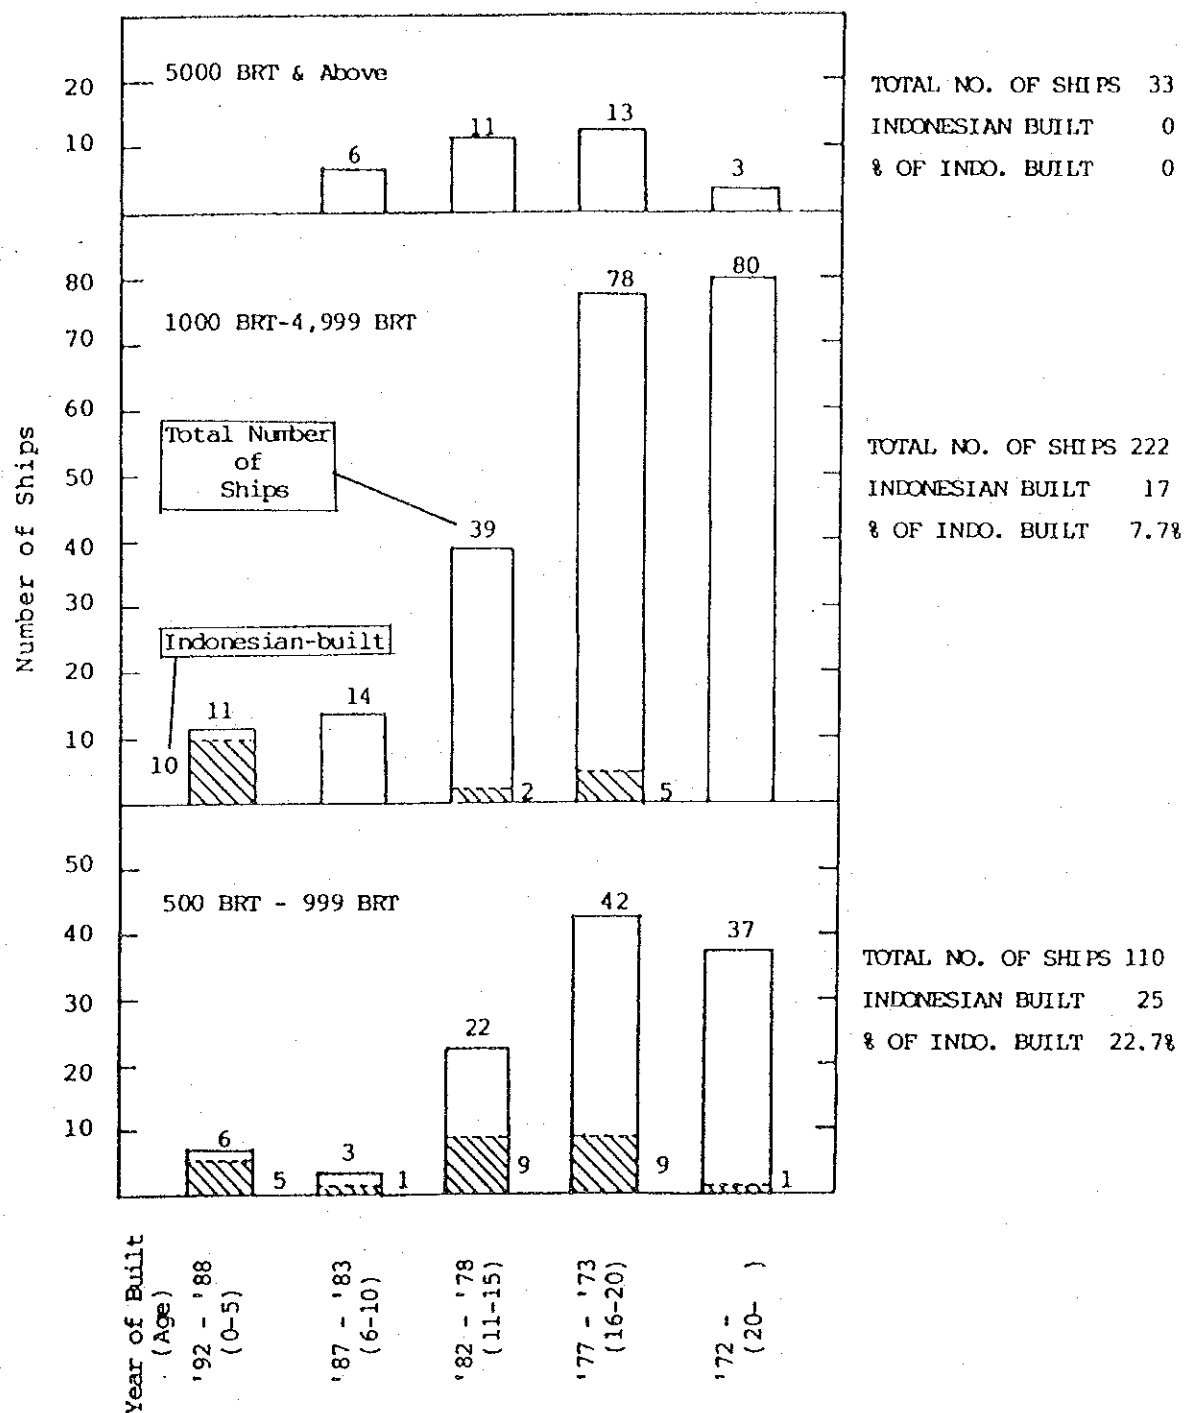 5000 BRT & Above
20
10
6
11
13
3
TOTAL NO. OF SHIPS 33
INDONESIAN BUILT 0
% OF INDO. BUILT 0
Number of Ships
1000 BRT-4,999 BRT
80
70
60
50
40
30
20
10
Total Number
of
Ships
Indonesian-built
11
10
14
39
2
78
5
80
TOTAL NO. OF SHIPS 222
INDONESIAN BUILT 17
% OF INDO. BUILT 7.7%
500 BRT - 999 BRT
50
40
30
20
10
6
5
3
1
22
9
42
9
37
1
TOTAL NO. OF SHIPS 110
INDONESIAN BUILT 25
% OF INDO. BUILT 22.7%
Year of Built
(Age)
'92 - '88
(0-5)
'87 - '83
(6-10)
'82 - '78
(11-15)
'77 - '73
(16-20)
'72 -
(20- )